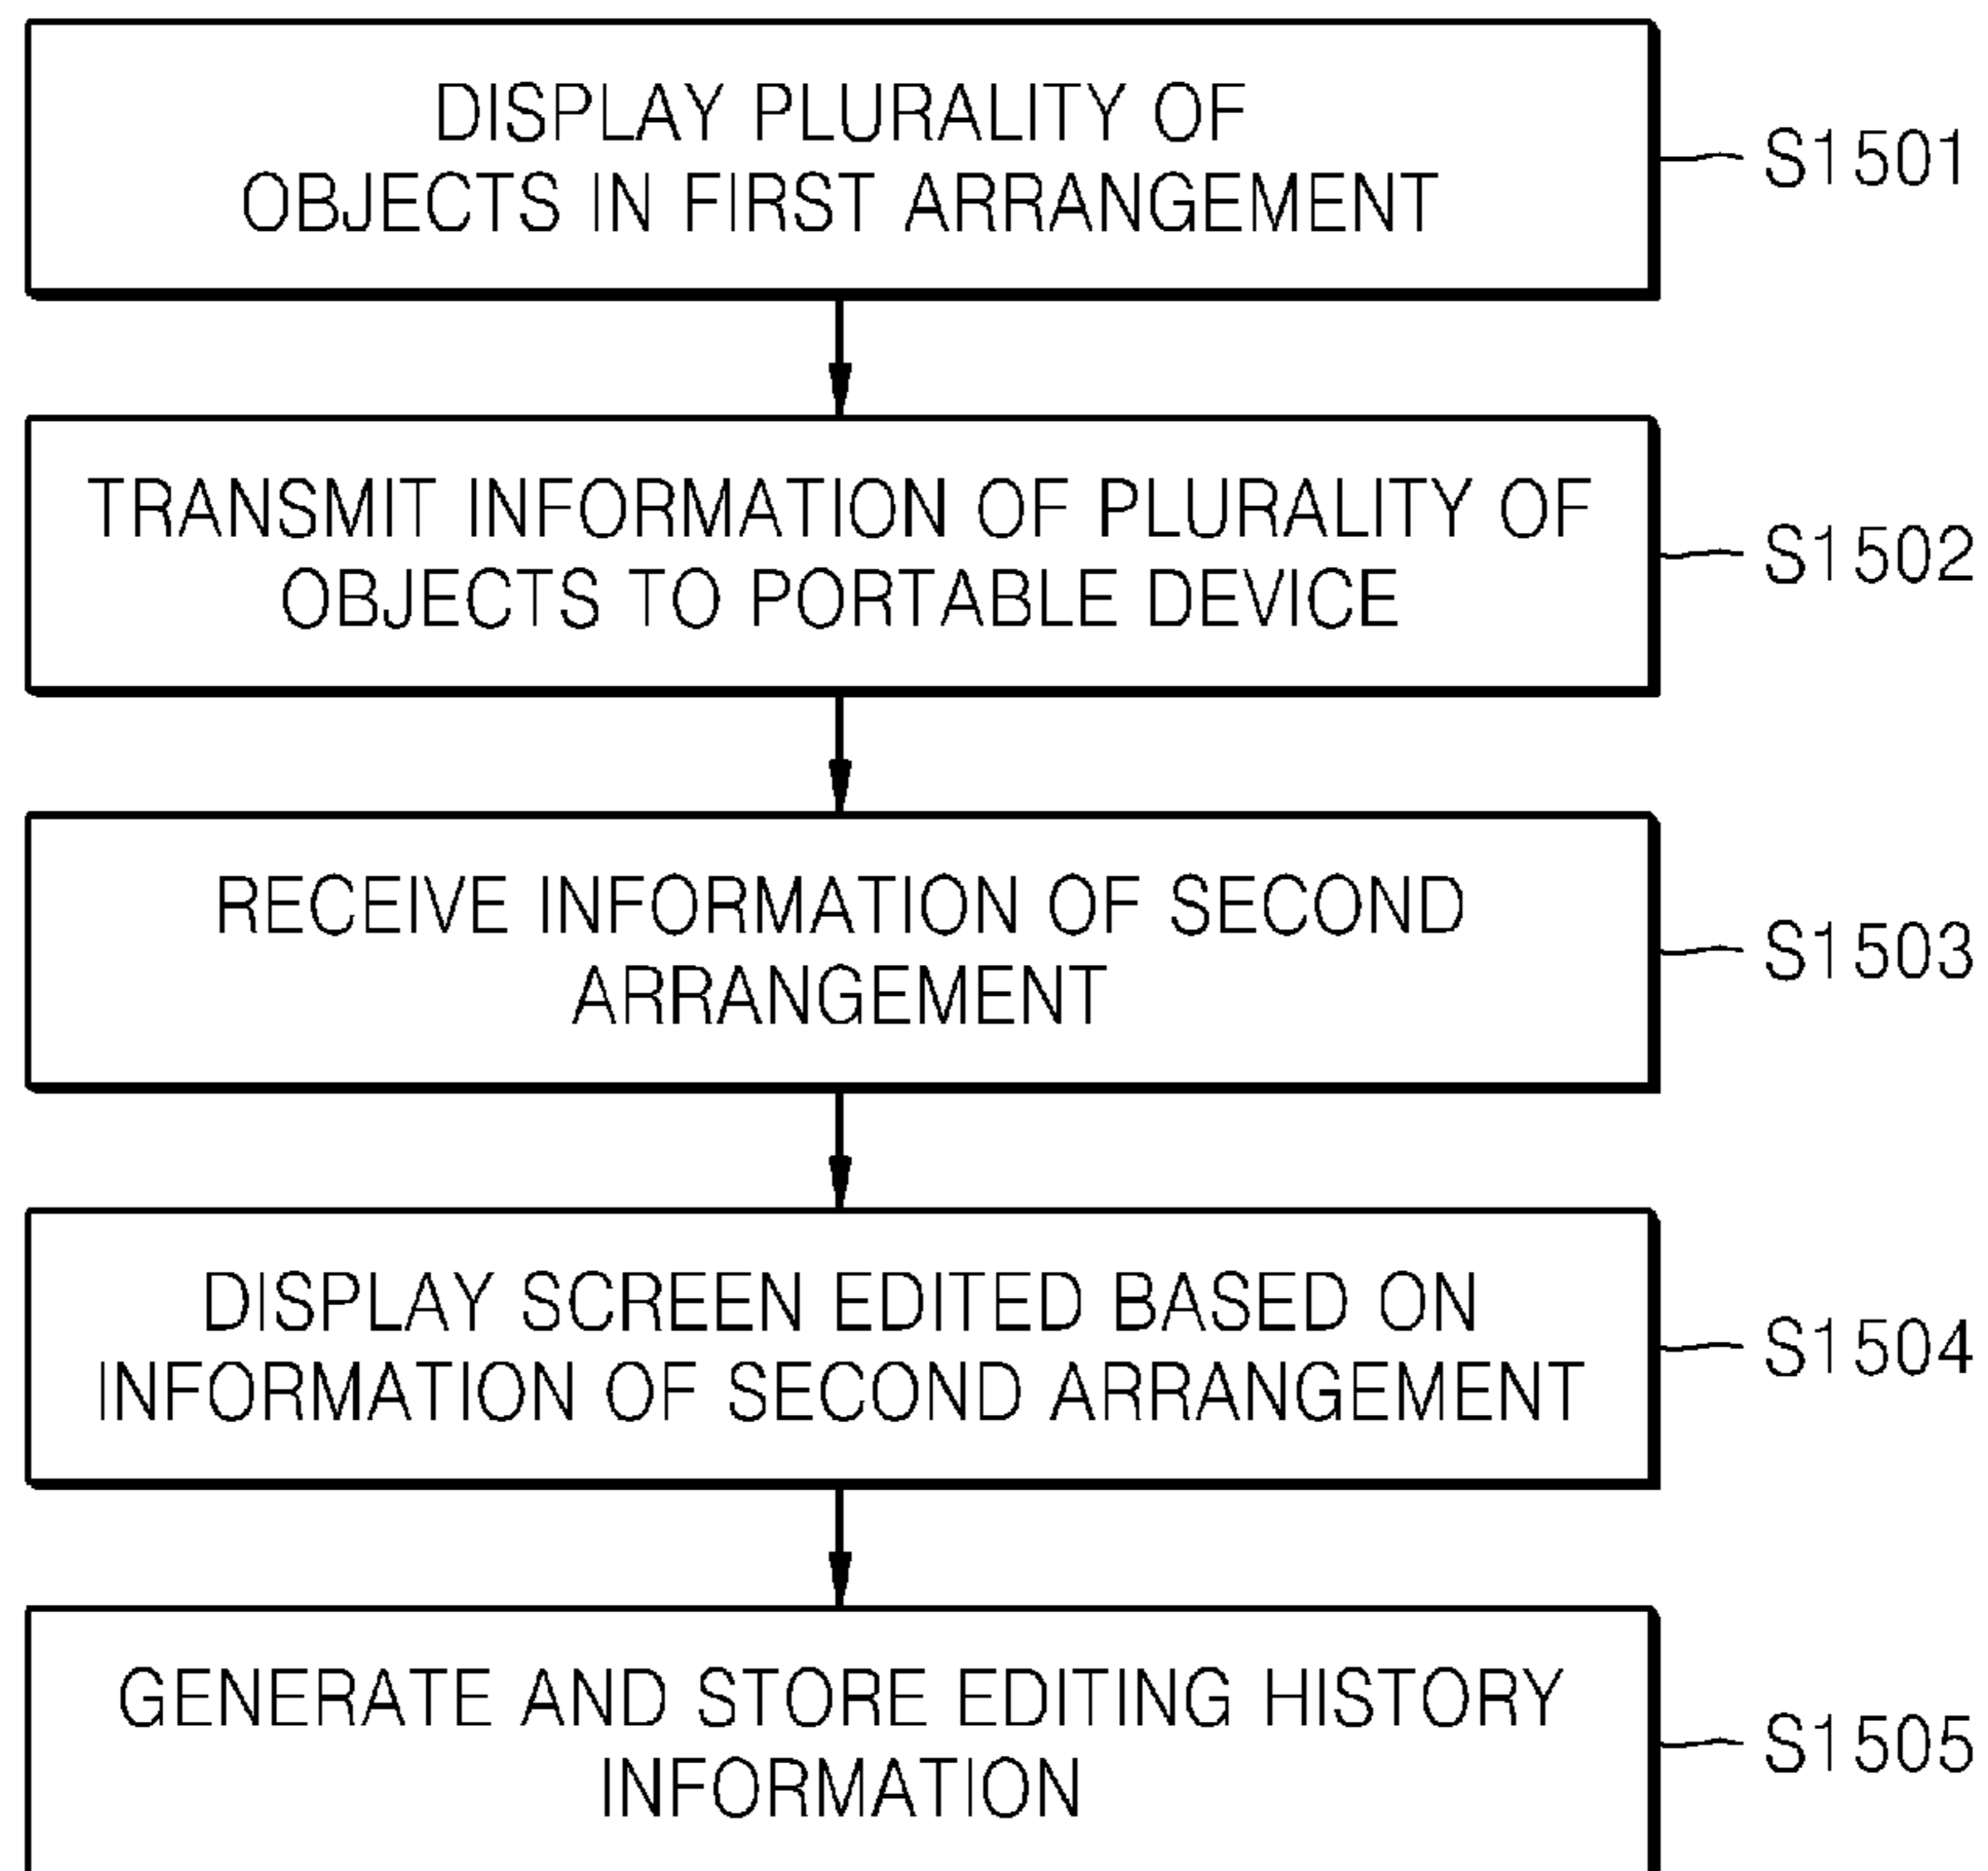 DISPLAY PLURALITY OF
OBJECTS IN FIRST ARRANGEMENT
S1501
TRANSMIT INFORMATION OF PLURALITY OF
OBJECTS TO PORTABLE DEVICE
S1502
RECEIVE INFORMATION OF SECOND
ARRANGEMENT
S1503
DISPLAY SCREEN EDITED BASED ON
INFORMATION OF SECOND ARRANGEMENT
S1504
GENERATE AND STORE EDITING HISTORY
INFORMATION
S1505